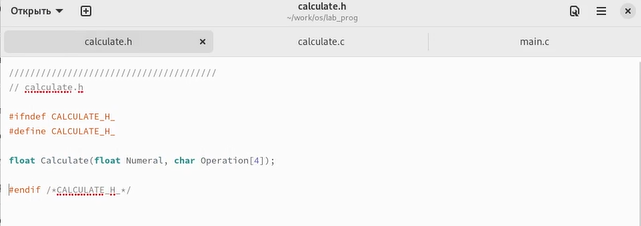 Открыть
calculate.h
~/work/os/lab_prog
calculate.h
calculate.c
main.c
///////////////////////////////////////
// calculate.h
#ifndef CALCULATE_H_
#define CALCULATE_H_
float Calculate(float Numeral, char Operation[4]);
#endif /*CALCULATE_H_*/